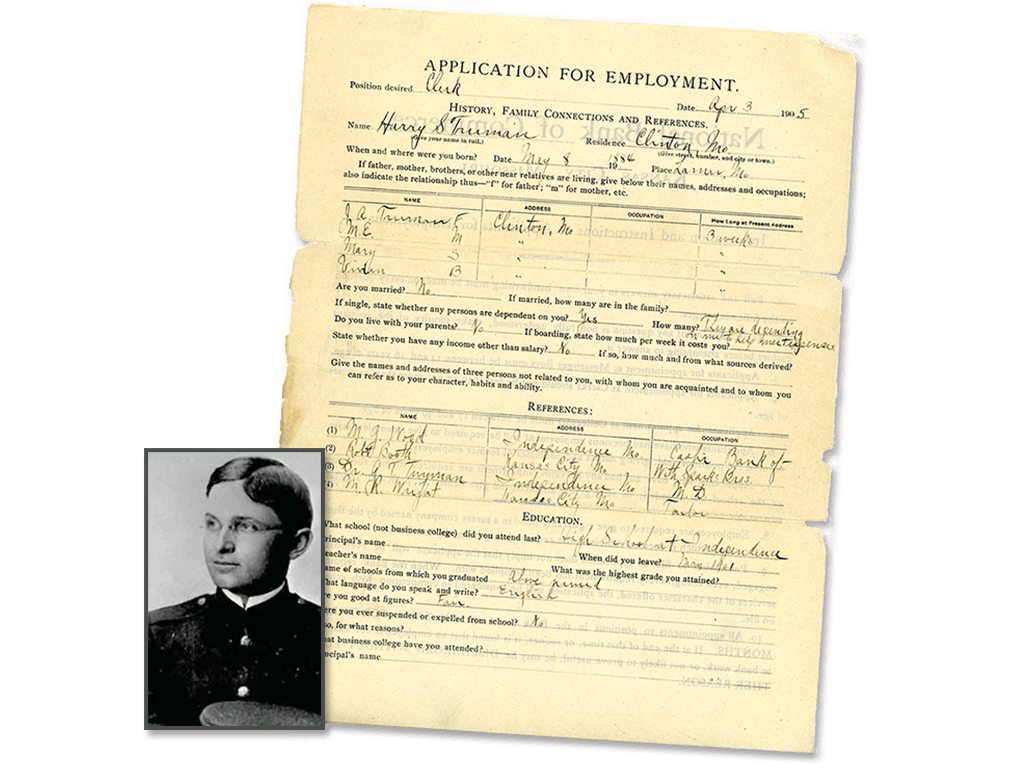 APPLICATION FOR EMPLOYMENT.
Position desired Clerk
Date Apr 3 1905
HISTORY, FAMILY CONNECTIONS AND REFERENCES.
Name Harry S Truman Residence Clinton, Mo.
(Give your name in full.) (Give street, number, and city or town.)
When and where were you born? Date May 8 1884 Place Lamar, Mo.
If father, mother, brothers, or other near relatives are living, give below their names, addresses and occupations;
also indicate the relationship thus—"f" for father; "m" for mother, etc.
NAME ADDRESS OCCUPATION How Long at Present Address
J. A. Truman F Clinton, Mo 3 weeks
M.E. M " "
Mary S " "
Vivian B " "
Are you married? No If married, how many are in the family?
If single, state whether any persons are dependent on you? Yes How many? They are depending
on me to help meet expenses
Do you live with your parents? No If boarding, state how much per week it costs you?
State whether you have any income other than salary? No If so, how much and from what sources derived?
Give the names and addresses of three persons not related to you, with whom you are acquainted and to whom you
can refer as to your character, habits and ability.
REFERENCES:
NAME ADDRESS OCCUPATION
(1) Wood Independence Mo. Bank of
(2) Robt Booth Kansas City Mo. With Bros.
(3) Dr. G T Twyman Independence Mo M.D.
(4) M. R. Wright Kansas City Mo Tailor
EDUCATION.
What school (not business college) did you attend last? High School at Independence
Principal's name When did you leave? 1901
Teacher's name What was the highest grade you attained?
Name of schools from which you graduated Above named
What language do you speak and write? English
Are you good at figures? Fair
Were you ever suspended or expelled from school? No
so, for what reasons?
What business college have you attended?
Principal's name